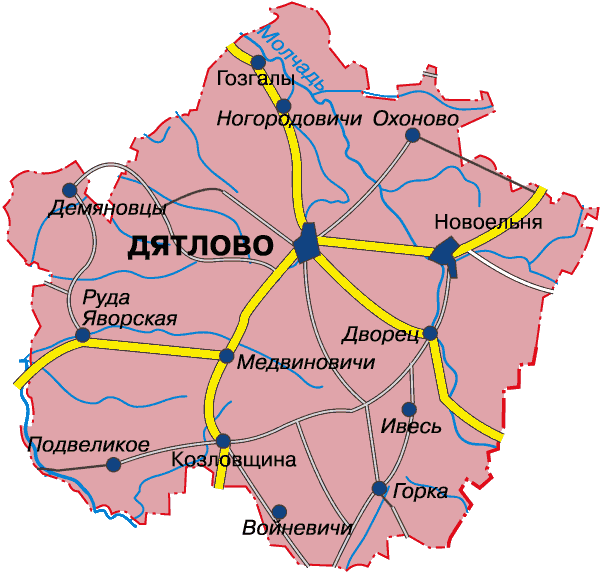 Молчадь
Гозгалы
Ногородовичи
Охоново
Демяновцы
Новоельня
ДЯТЛОВО
Руда
Яворская
Дворец
Медвиновичи
Ивесь
Подвеликое
Козловщина
Горка
Войневичи